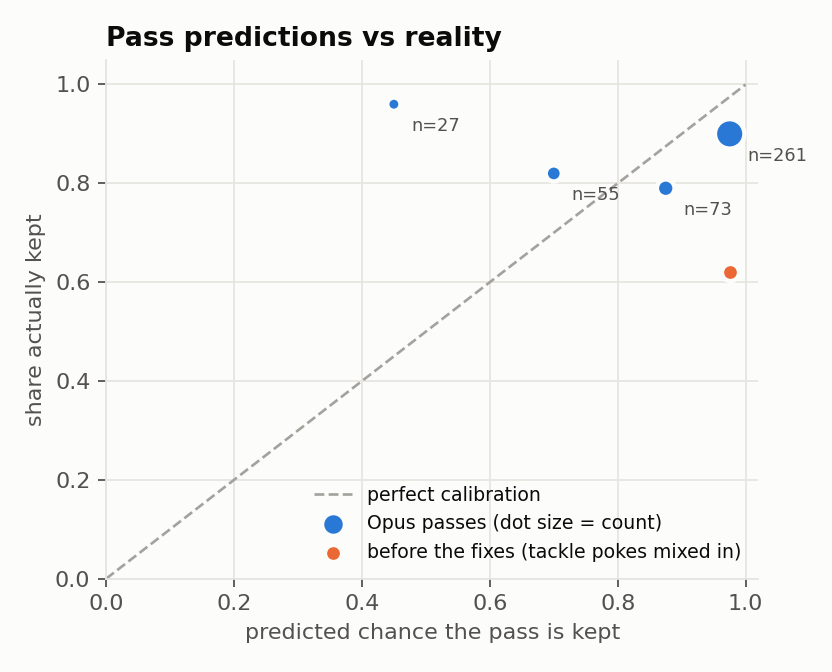 Pass predictions vs reality
1.0
0.8
0.6
0.4
0.2
0.0
share actually kept
n=27
n=261
n=55
n=73
perfect calibration
Opus passes (dot size = count)
before the fixes (tackle pokes mixed in)
0.0 0.2 0.4 0.6 0.8 1.0
predicted chance the pass is kept